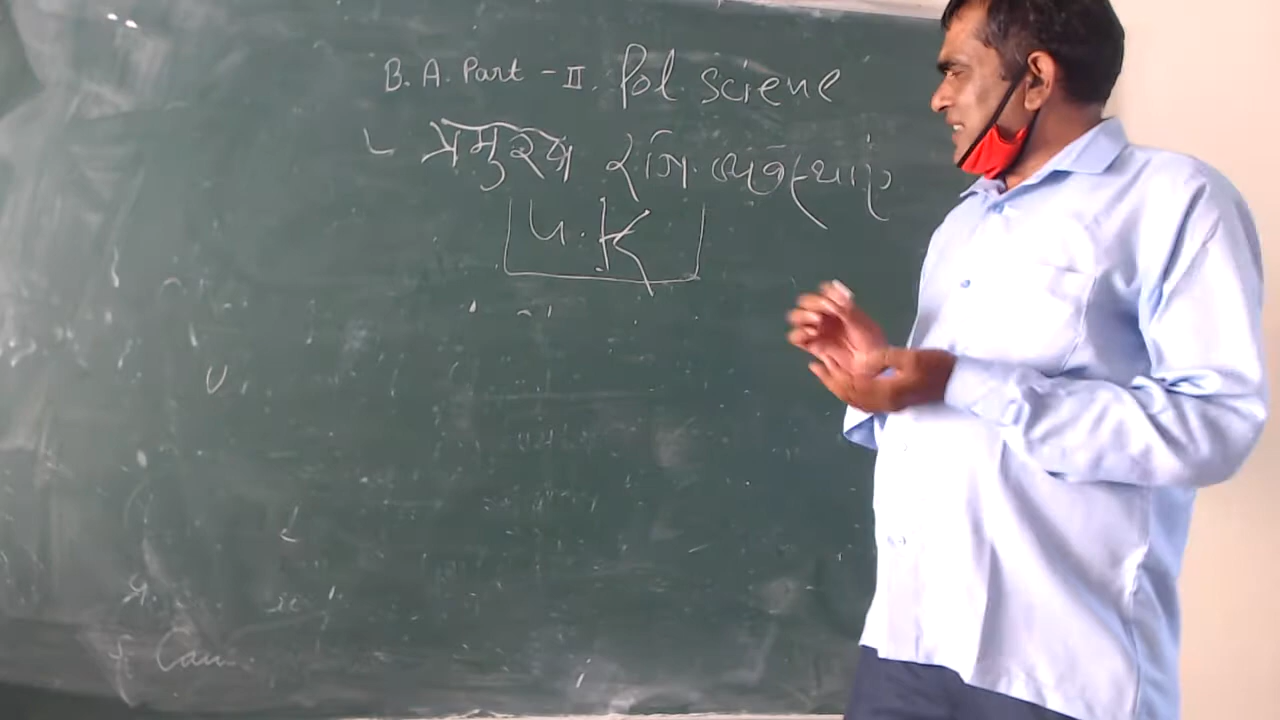 B. A. Part - II. Pol. Sciene
प्रमुख राज. व्यवस्थाएं
U.K